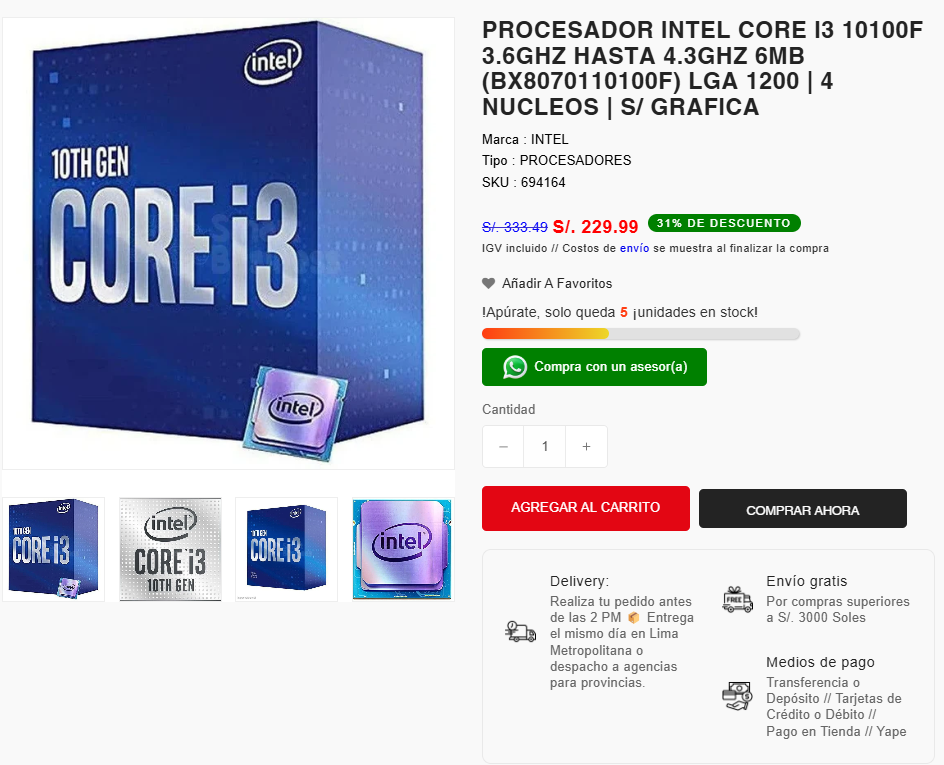 intel
10TH GEN
CORE i3
intel
PROCESADOR INTEL CORE I3 10100F
3.6GHZ HASTA 4.3GHZ 6MB
(BX8070110100F) LGA 1200 | 4
NUCLEOS | S/ GRAFICA
Marca : INTEL
Tipo : PROCESADORES
SKU : 694164
S/. 333.49 S/. 229.99 31% DE DESCUENTO
IGV incluido // Costos de envío se muestra al finalizar la compra
Añadir A Favoritos
!Apúrate, solo queda 5 ¡unidades en stock!
Compra con un asesor(a)
Cantidad
− 1 +
AGREGAR AL CARRITO
COMPRAR AHORA
intel
10TH GEN
CORE i3
intel
intel
CORE i3
10TH GEN
intel
10TH GEN
CORE i3
intel
Delivery:
Realiza tu pedido antes
de las 2 PM 📦 Entrega
el mismo día en Lima
Metropolitana o
despacho a agencias
para provincias.
FREE
Envío gratis
Por compras superiores
a S/. 3000 Soles
Medios de pago
Transferencia o
Depósito // Tarjetas de
Crédito o Débito //
Pago en Tienda // Yape